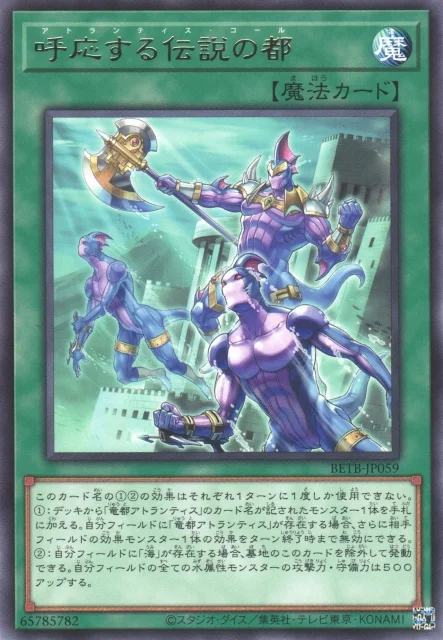 アトランティス・コール
呼応する伝説の都
魔
まほう
【魔法カード】
BETB-JP059
このカード名の①②の効果はそれぞれ1ターンに1度しか使用できない。
①：デッキから「竜都アトランティス」のカード名が記されたモンスター1体を手札
に加える。自分フィールドに「竜都アトランティス」が存在する場合、さらに相手
フィールドの効果モンスター1体の効果をターン終了時まで無効にできる。
②：自分フィールドに「海」が存在する場合、墓地のこのカードを除外して発動
できる。自分フィールドの全ての水属性モンスターの攻撃力・守備力は５００
アップする。
65785782
©スタジオ・ダイス／集英社・テレビ東京・KONAMI